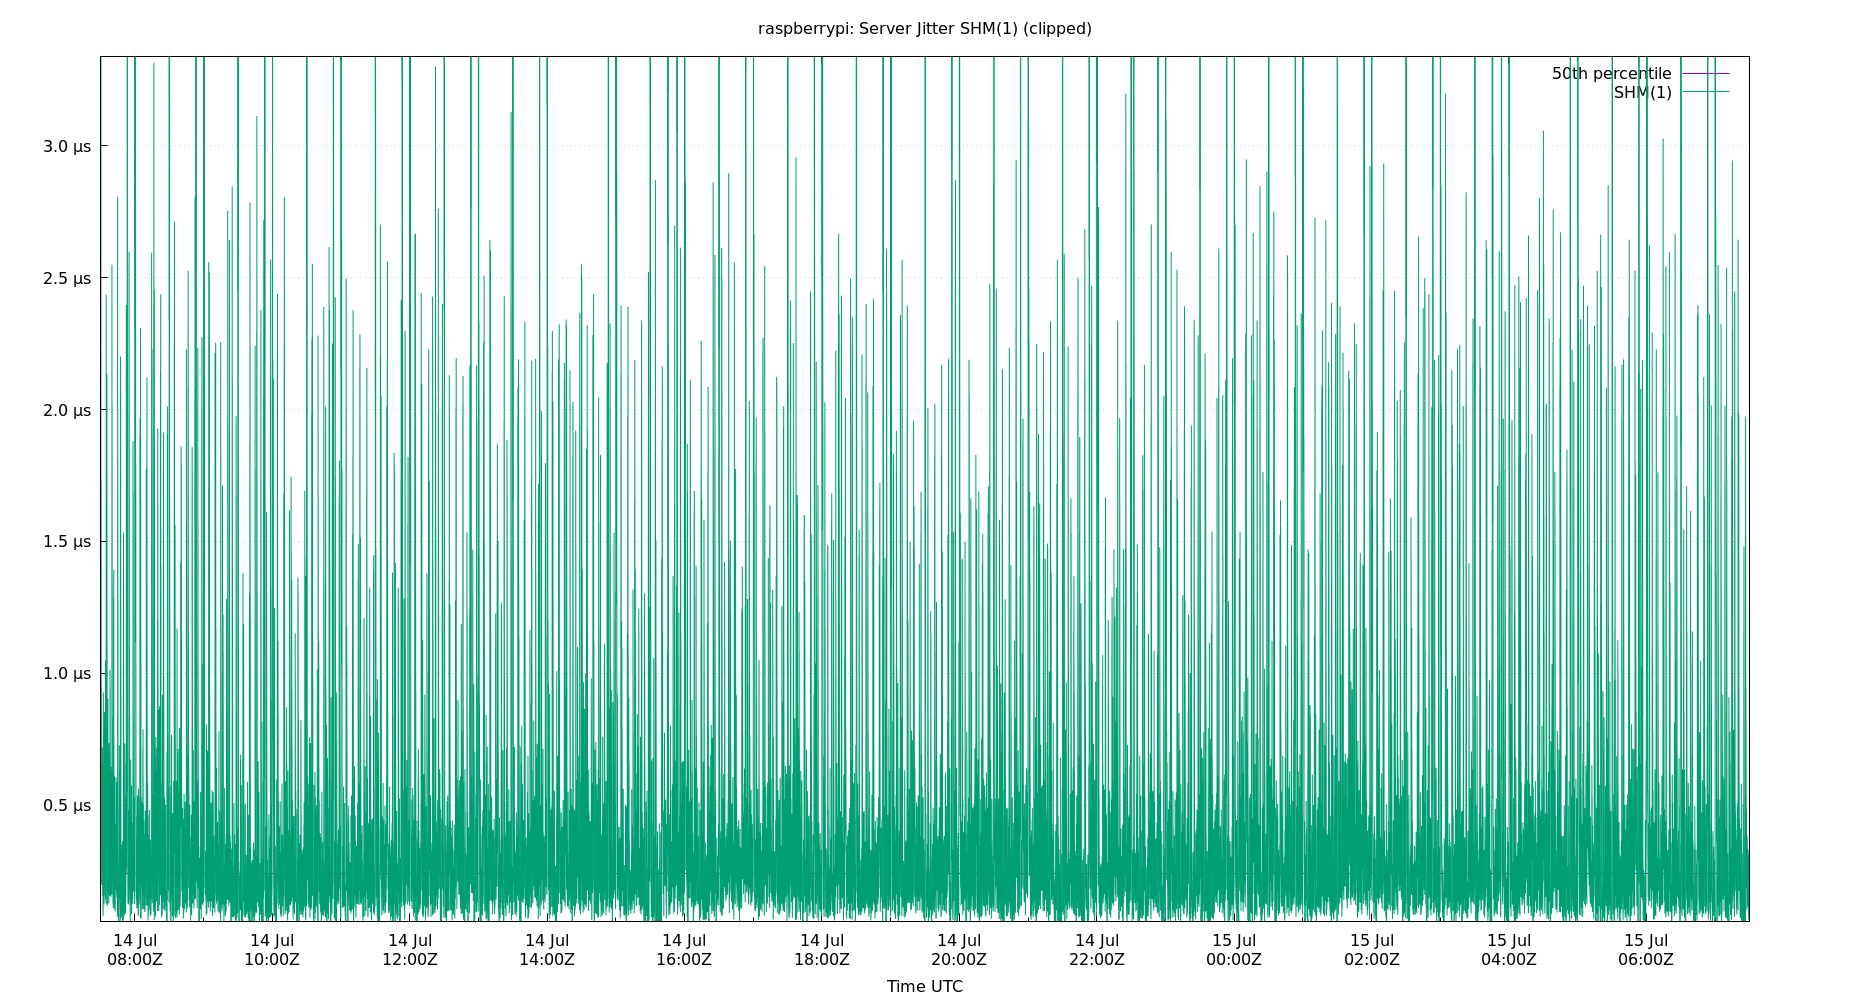 raspberrypi: Server Jitter SHM(1) (clipped)
50th percentile
SHM(1)
3.0 µs
2.5 µs
2.0 µs
1.5 µs
1.0 µs
0.5 µs
14 Jul 14 Jul 14 Jul 14 Jul 14 Jul 14 Jul 14 Jul 14 Jul 15 Jul 15 Jul 15 Jul 15 Jul
08:00Z 10:00Z 12:00Z 14:00Z 16:00Z 18:00Z 20:00Z 22:00Z 00:00Z 02:00Z 04:00Z 06:00Z
Time UTC